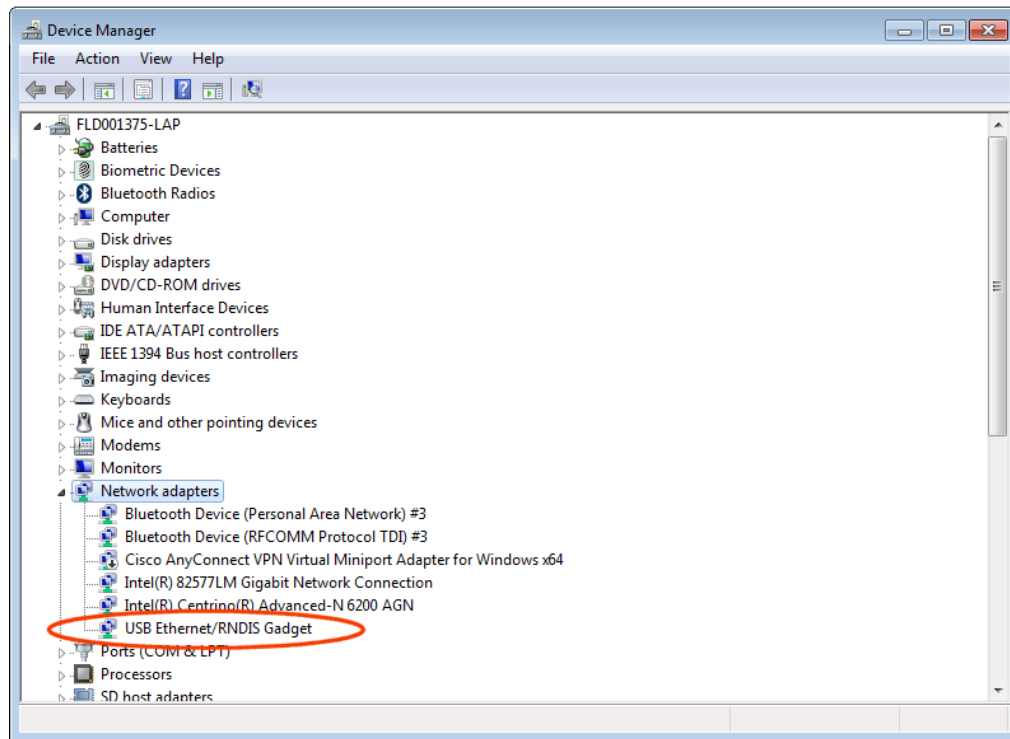 Device Manager
File Action View Help
FLD001375-LAP
Batteries
Biometric Devices
Bluetooth Radios
Computer
Disk drives
Display adapters
DVD/CD-ROM drives
Human Interface Devices
IDE ATA/ATAPI controllers
IEEE 1394 Bus host controllers
Imaging devices
Keyboards
Mice and other pointing devices
Modems
Monitors
Network adapters
Bluetooth Device (Personal Area Network) #3
Bluetooth Device (RFCOMM Protocol TDI) #3
Cisco AnyConnect VPN Virtual Miniport Adapter for Windows x64
Intel(R) 82577LM Gigabit Network Connection
Intel(R) Centrino(R) Advanced-N 6200 AGN
USB Ethernet/RNDIS Gadget
Ports (COM & LPT)
Processors
SD host adapters